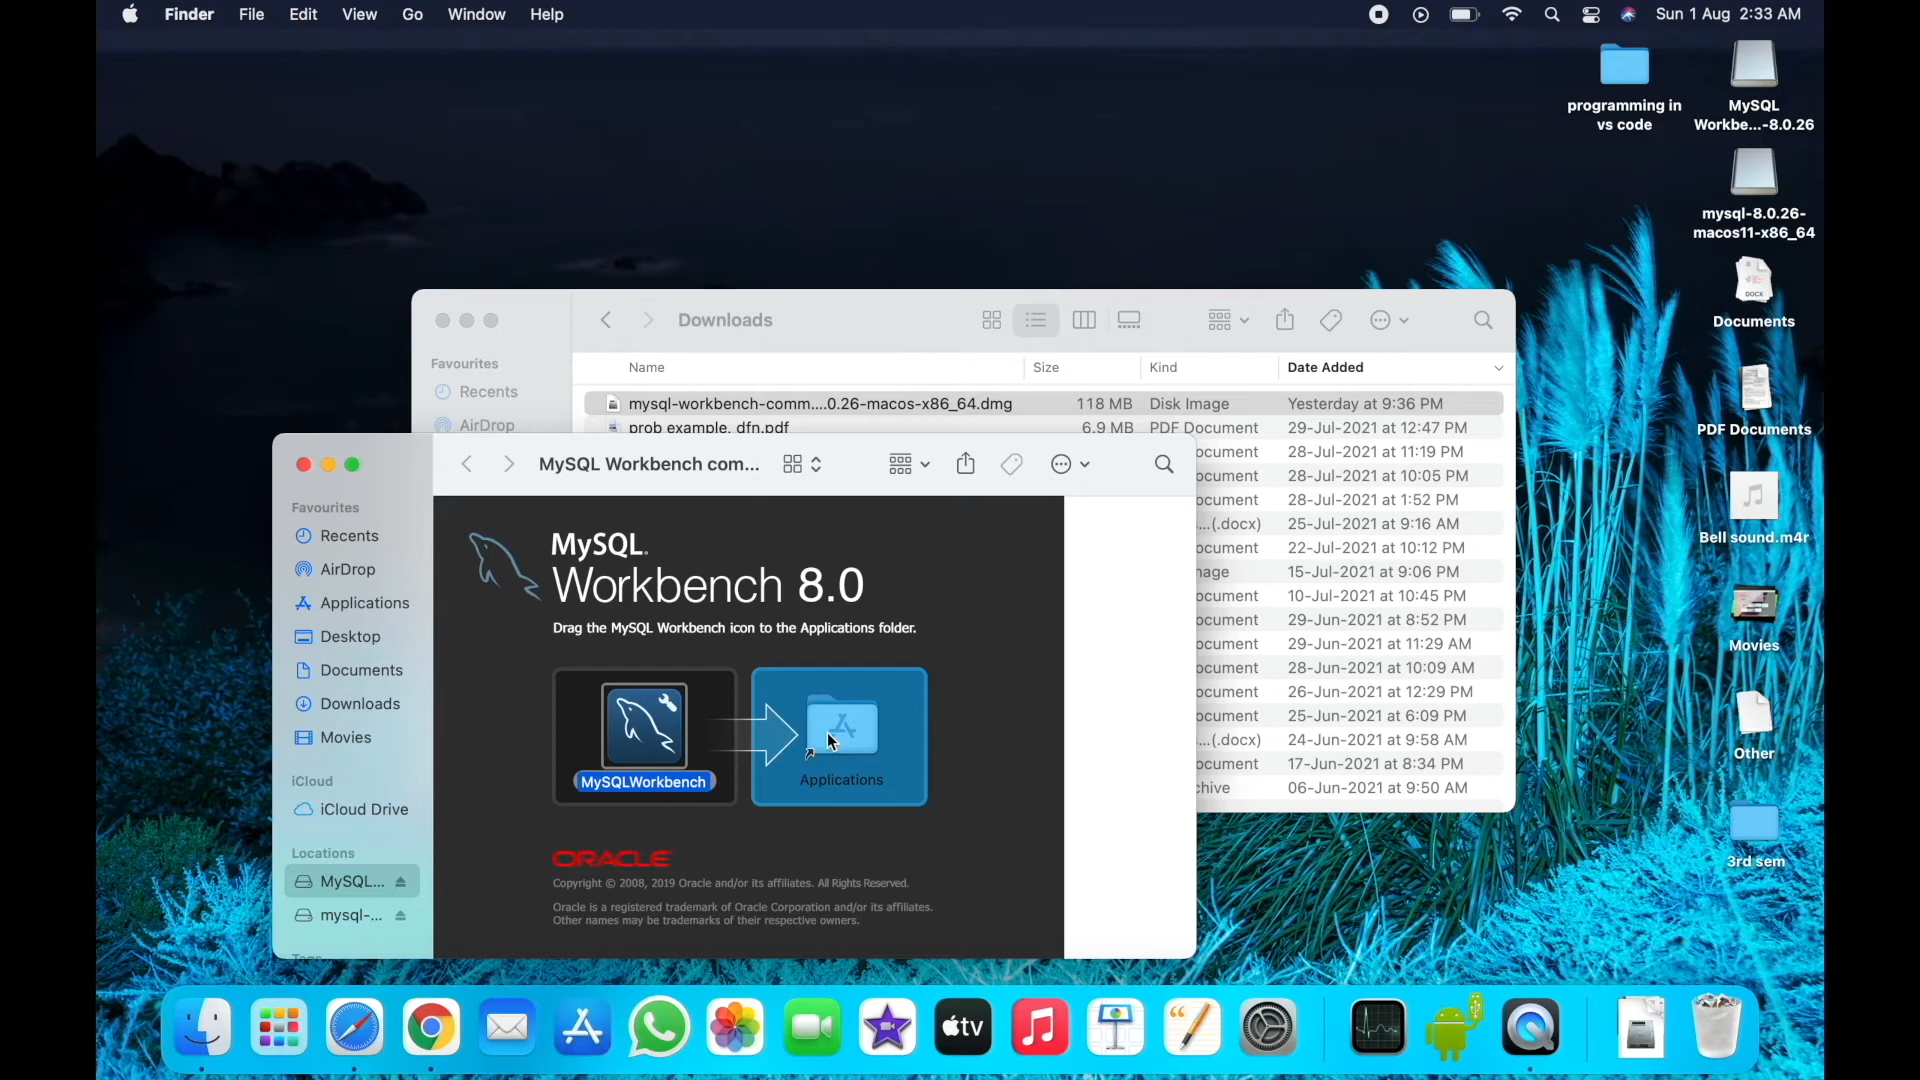 Finder File Edit View Go Window Help
Sun 1 Aug 2:33 AM
programming in
vs code
MySQL
Workbe...-8.0.26
mysql-8.0.26-
macos11-x86_64
DOCX
Documents
PDF Documents
Bell sound.m4r
Movies
Other
3rd sem
Downloads
Favourites
Recents
AirDrop
Name Size Kind Date Added
mysql-workbench-comm....0.26-macos-x86_64.dmg 118 MB Disk Image Yesterday at 9:36 PM
prob example, dfn.pdf 6.9 MB PDF Document 29-Jul-2021 at 12:47 PM
ocument 28-Jul-2021 at 11:19 PM
ocument 28-Jul-2021 at 10:05 PM
ocument 28-Jul-2021 at 1:52 PM
...(.docx) 25-Jul-2021 at 9:16 AM
ocument 22-Jul-2021 at 10:12 PM
nage 15-Jul-2021 at 9:06 PM
ocument 10-Jul-2021 at 10:45 PM
ocument 29-Jun-2021 at 8:52 PM
ocument 29-Jun-2021 at 11:29 AM
ocument 28-Jun-2021 at 10:09 AM
ocument 26-Jun-2021 at 12:29 PM
ocument 25-Jun-2021 at 6:09 PM
...(.docx) 24-Jun-2021 at 9:58 AM
ocument 17-Jun-2021 at 8:34 PM
chive 06-Jun-2021 at 9:50 AM
MySQL Workbench com...
Favourites
Recents
AirDrop
Applications
Desktop
Documents
Downloads
Movies
iCloud
iCloud Drive
Locations
MySQL...
mysql-...
Tags
MySQL.
Workbench 8.0
Drag the MySQL Workbench icon to the Applications folder.
MySQLWorkbench
Applications
ORACLE
Copyright © 2008, 2019 Oracle and/or its affiliates. All Rights Reserved.
Oracle is a registered trademark of Oracle Corporation and/or its affiliates.
Other names may be trademarks of their respective owners.
tv